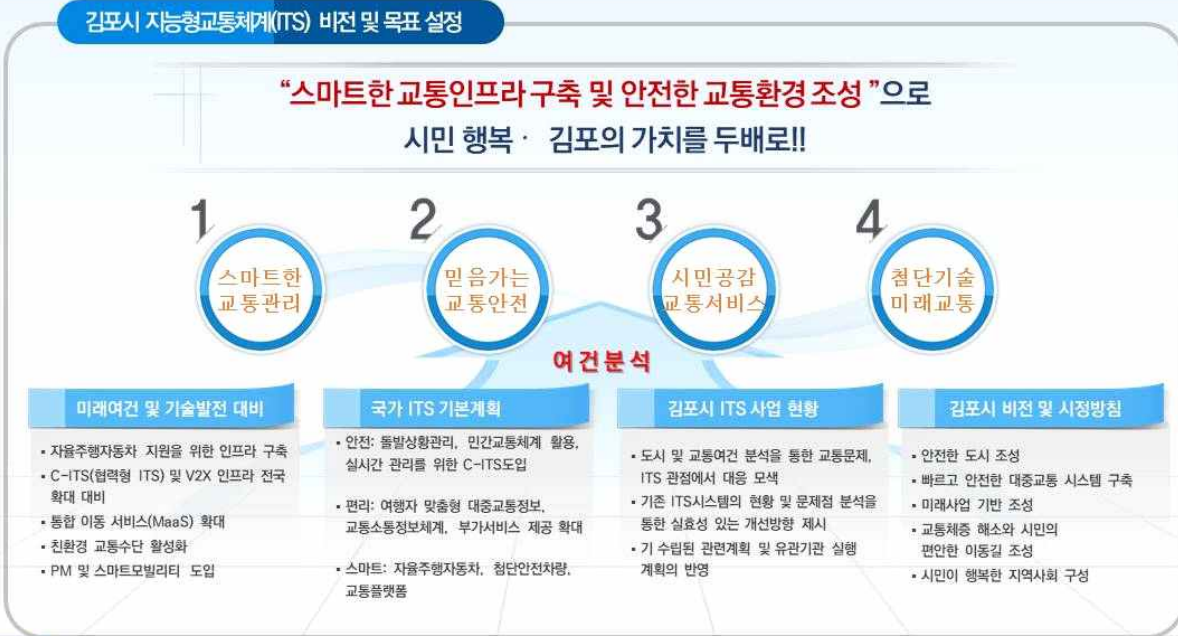 김포시 지능형교통체계(ITS) 비전 및 목표 설정
“스마트한 교통인프라 구축 및 안전한 교통환경 조성 ”으로
시민 행복 · 김포의 가치를 두배로!!
1
스마트한
교통관리
2
믿음가는
교통안전
3
시민공감
교통서비스
4
첨단기술
미래교통
여건분석
미래여건 및 기술발전 대비
▪ 자율주행자동차 지원을 위한 인프라 구축
▪ C-ITS(협력형 ITS) 및 V2X 인프라 전국
확대 대비
▪ 통합 이동 서비스(MaaS) 확대
▪ 친환경 교통수단 활성화
▪ PM 및 스마트모빌리티 도입
국가 ITS 기본계획
▪ 안전: 돌발상황관리, 민간교통체계 활용,
실시간 관리를 위한 C-ITS도입
▪ 편리: 여행자 맞춤형 대중교통정보,
교통소통정보체계, 부가서비스 제공 확대
▪ 스마트: 자율주행자동차, 첨단안전차량,
교통플랫폼
김포시 ITS 사업 현황
▪ 도시 및 교통여건 분석을 통한 교통문제,
ITS 관점에서 대응 모색
▪ 기존 ITS시스템의 현황 및 문제점 분석을
통한 실효성 있는 개선방향 제시
▪ 기 수립된 관련계획 및 유관기관 실행
계획의 반영
김포시 비전 및 시정방침
▪ 안전한 도시 조성
▪ 빠르고 안전한 대중교통 시스템 구축
▪ 미래사업 기반 조성
▪ 교통체증 해소와 시민의
편안한 이동길 조성
▪ 시민이 행복한 지역사회 구성